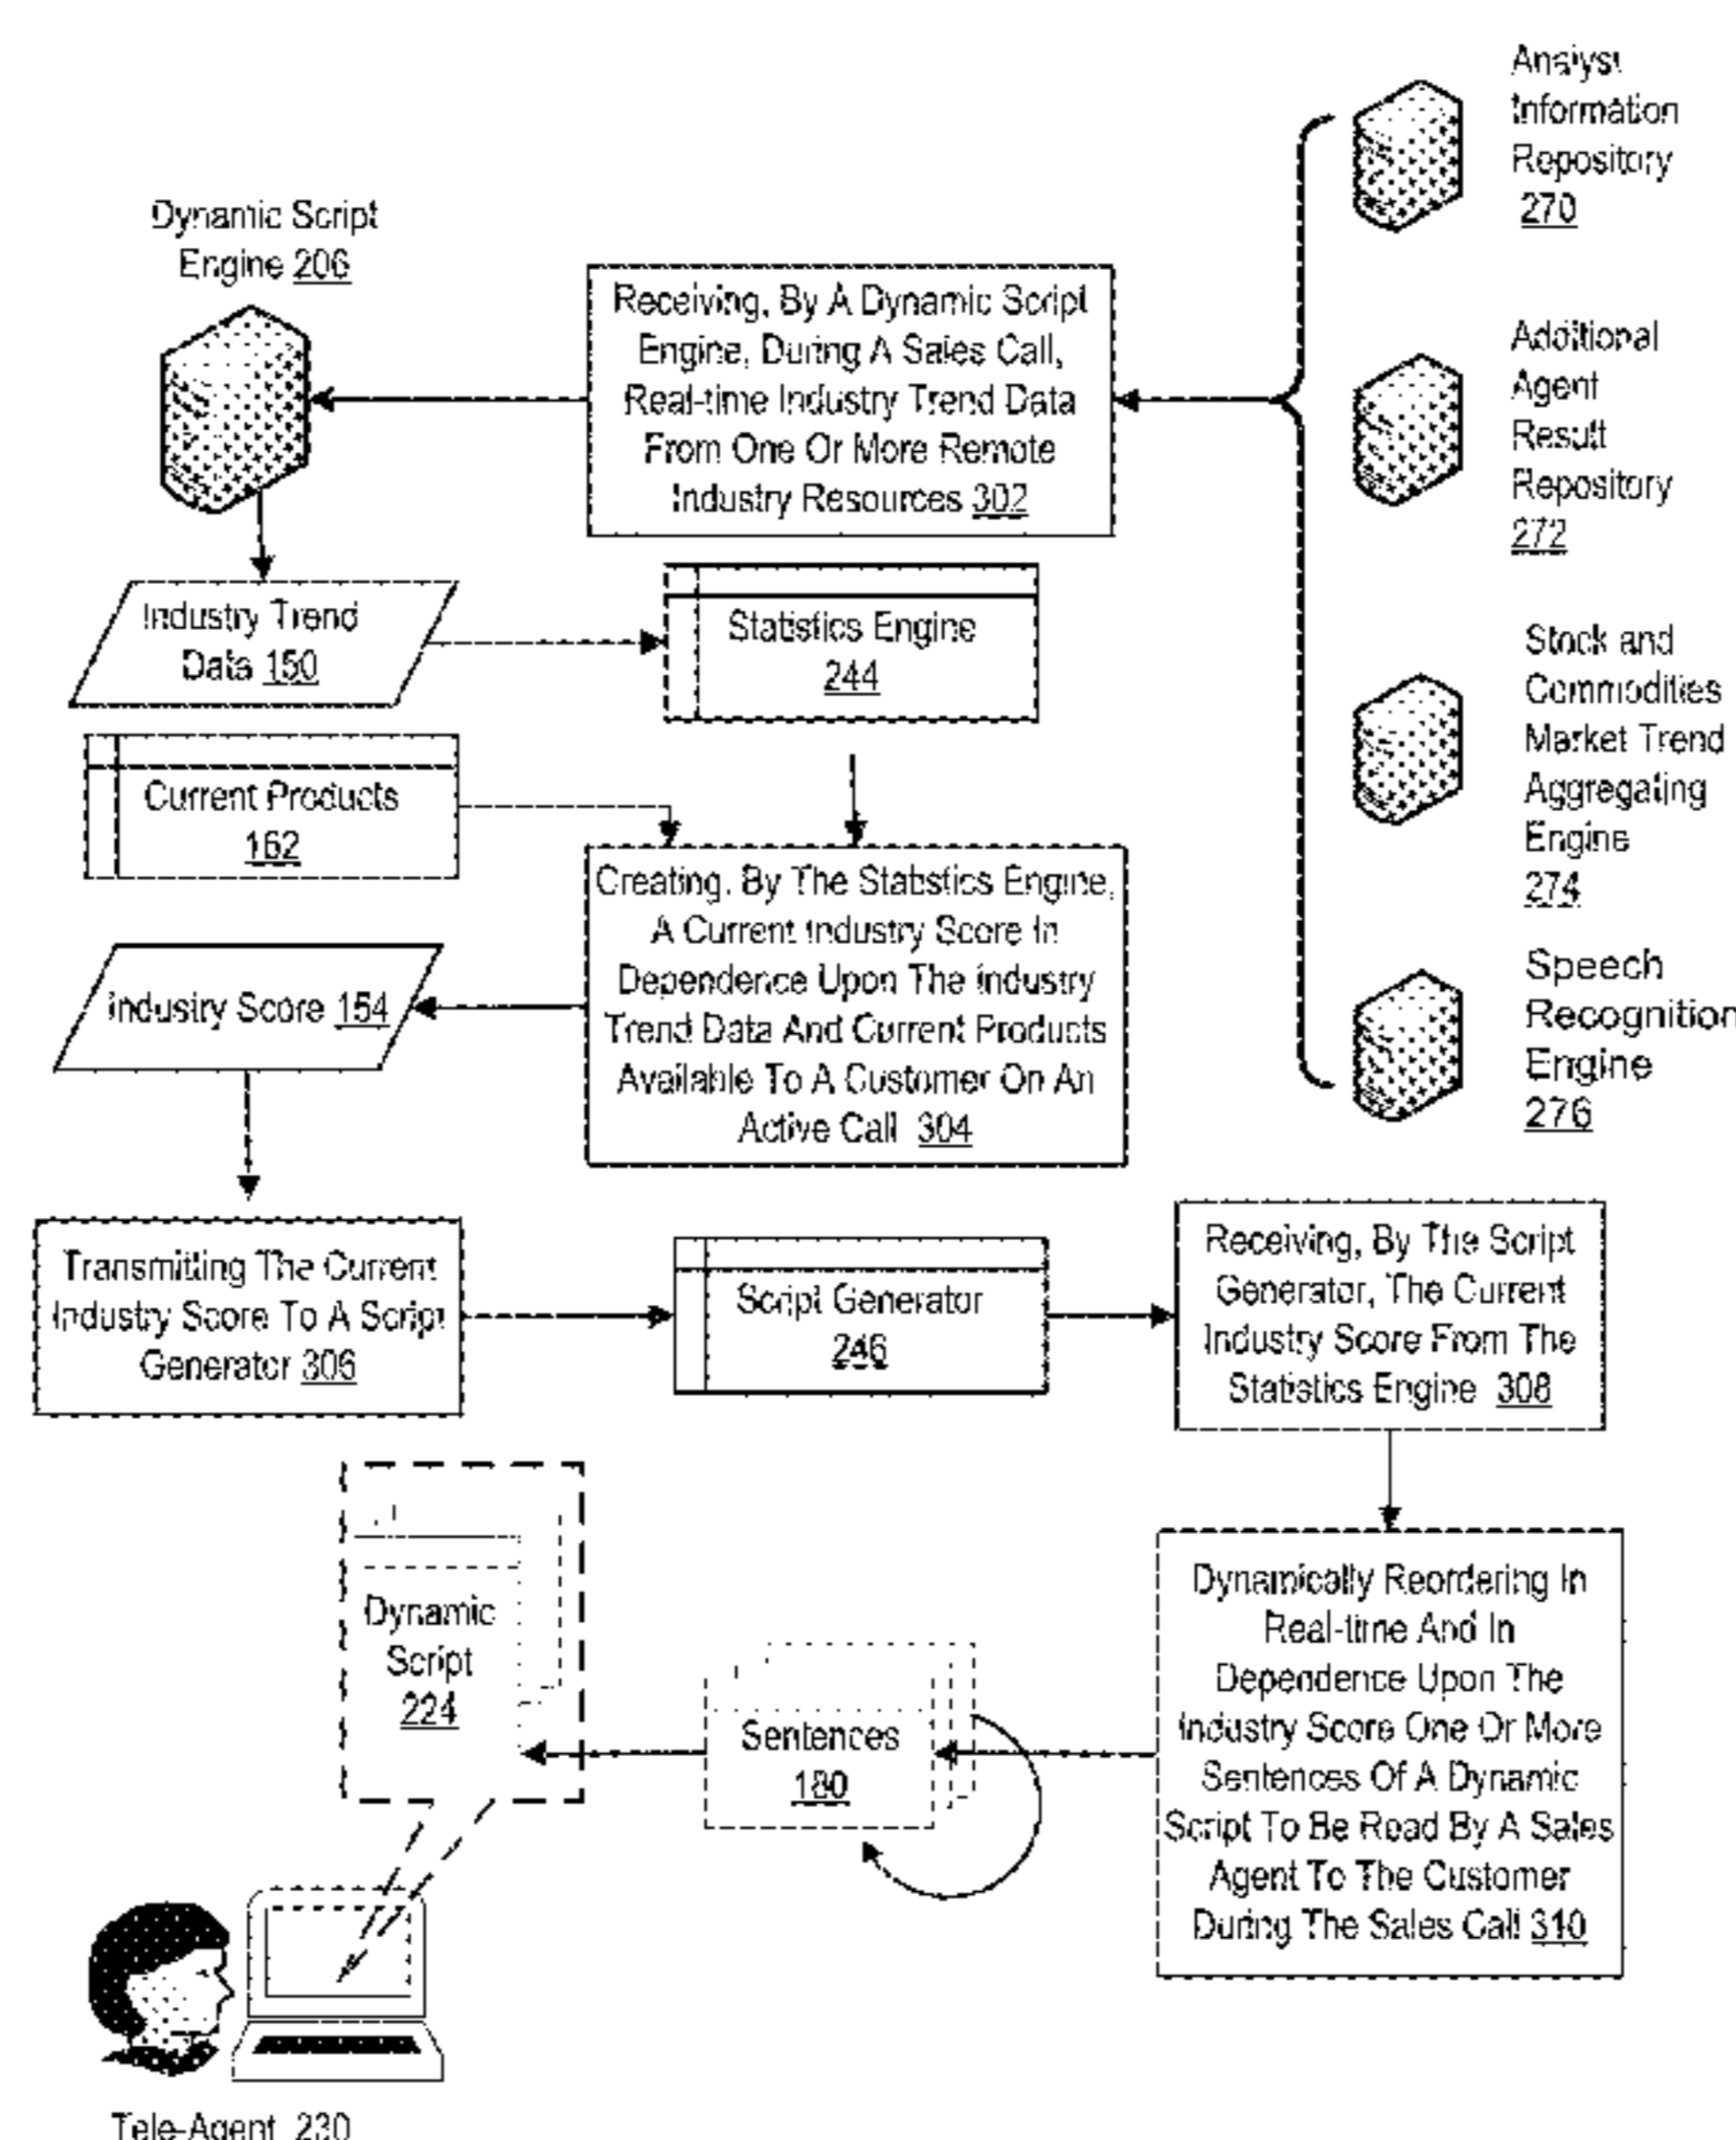 Analyst
Information
Repository
270
Dynamic Script
Engine 206
Receiving, By A Dynamic Script
Engine, During A Sales Call,
Real-time Industry Trend Data
From One Or More Remote
Industry Resources 302
Additional
Agent
Result
Repository
272
Industry Trend
Data 150
Statistics Engine
244
Stock and
Commodities
Market Trend
Aggregating
Engine
274
Current Products
162
Creating, By The Statistics Engine,
A Current Industry Score In
Dependence Upon The Industry
Trend Data And Current Products
Available To A Customer On An
Active Call 304
Industry Score 154
Speech
Recognition
Engine
276
Transmitting The Current
Industry Score To A Script
Generator 306
Script Generator
246
Receiving, By The Script
Generator, The Current
Industry Score From The
Statistics Engine 308
Dynamic
Script
224
Sentences
180
Dynamically Reordering In
Real-time And In
Dependence Upon The
Industry Score One Or More
Sentences Of A Dynamic
Script To Be Read By A Sales
Agent To The Customer
During The Sales Call 310
Tele-Agent 230